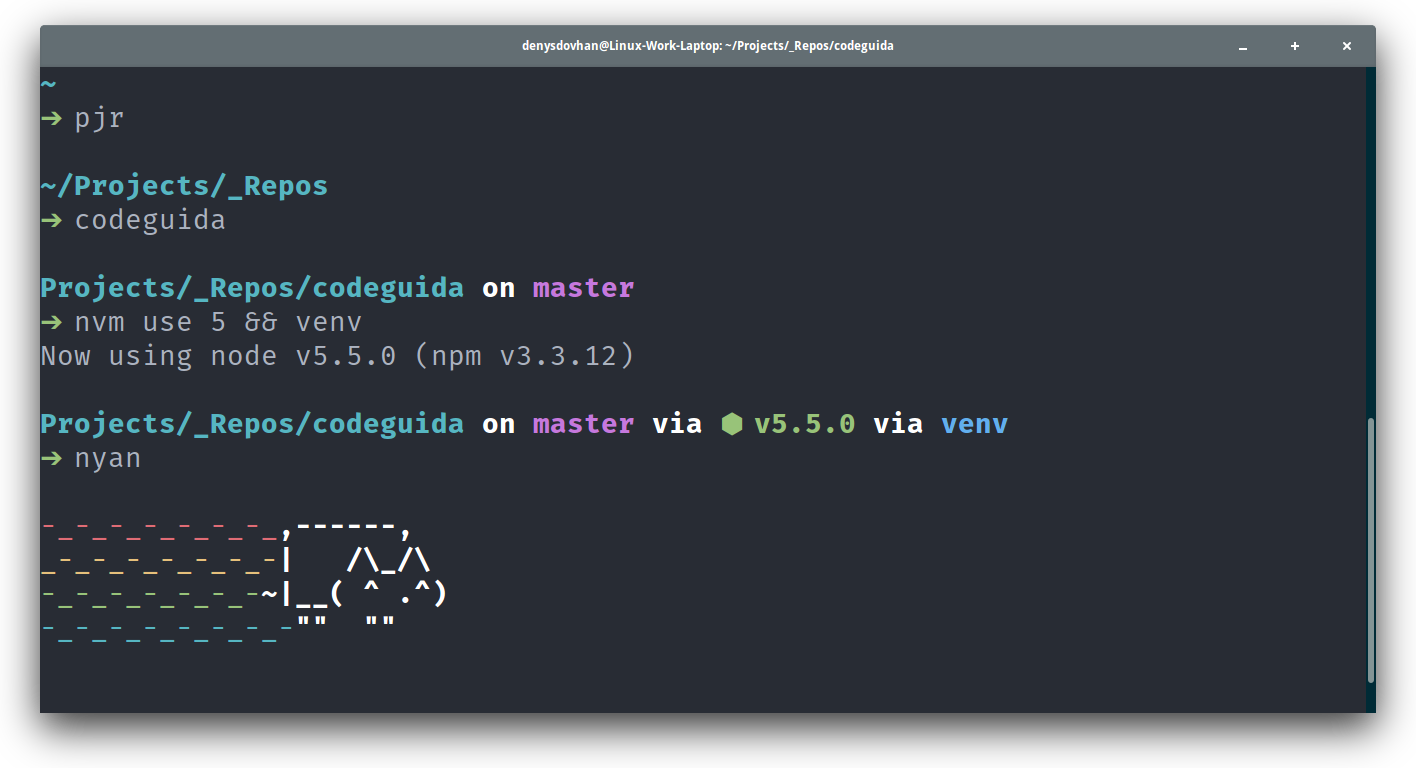 denysdovhan@Linux-Work-Laptop: ~/Projects/_Repos/codeguida
~
➔ pjr
~/Projects/_Repos
➔ codeguida
Projects/_Repos/codeguida on master
➔ nvm use 5 && venv
Now using node v5.5.0 (npm v3.3.12)
Projects/_Repos/codeguida on master via ⬢ v5.5.0 via venv
➔ nyan
-_-_-_-_-_-_-_,------,
_-_-_-_-_-_-_-|   /\_/\
-_-_-_-_-_-_-~|__( ^ .^)
-_-_-_-_-_-_-_-""  ""